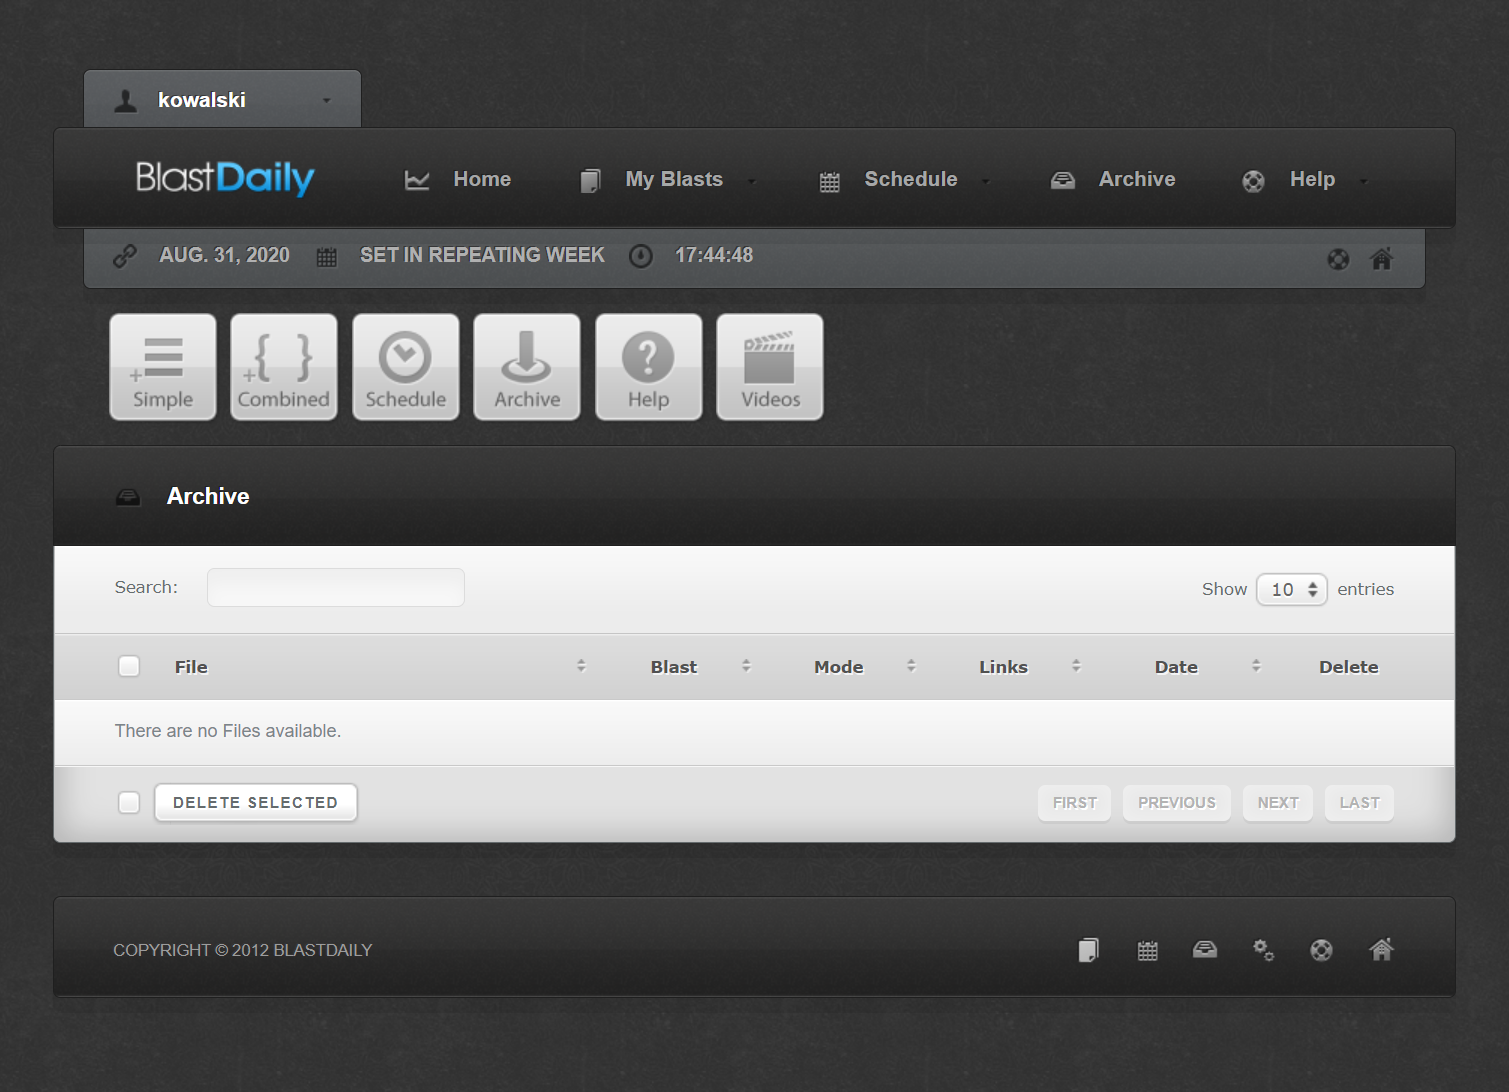 kowalski
BlastDaily Home My Blasts Schedule Archive Help
AUG. 31, 2020 SET IN REPEATING WEEK 17:44:48
Simple Combined Schedule Archive Help Videos
Archive
Search: Show 10 entries
File Blast Mode Links Date Delete
There are no Files available.
DELETE SELECTED FIRST PREVIOUS NEXT LAST
COPYRIGHT © 2012 BLASTDAILY